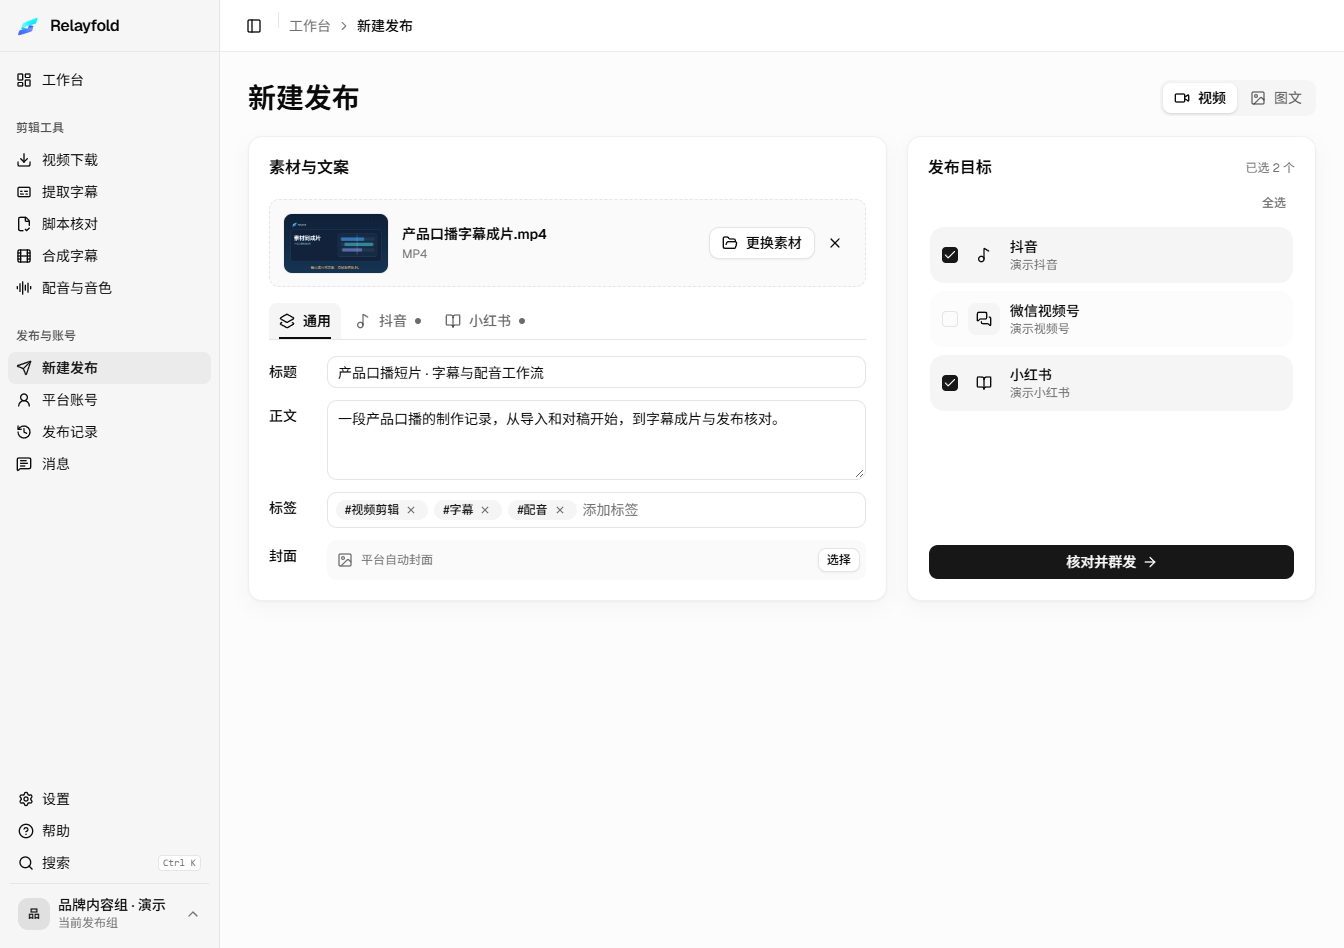 Relayfold
工作台
剪辑工具
视频下载
提取字幕
脚本核对
合成字幕
配音与音色
发布与账号
新建发布
平台账号
发布记录
消息
设置
帮助
搜索 Ctrl K
品 品牌内容组 · 演示
当前发布组
工作台 > 新建发布
新建发布
视频 图文
素材与文案
素材到成片
产品口播字幕成片.mp4
MP4
更换素材
通用 抖音 小红书
标题 产品口播短片 · 字幕与配音工作流
正文 一段产品口播的制作记录，从导入和对稿开始，到字幕成片与发布核对。
标签 #视频剪辑 #字幕 #配音 添加标签
封面 平台自动封面 选择
发布目标 已选 2 个
全选
抖音
演示抖音
微信视频号
演示视频号
小红书
演示小红书
核对并群发